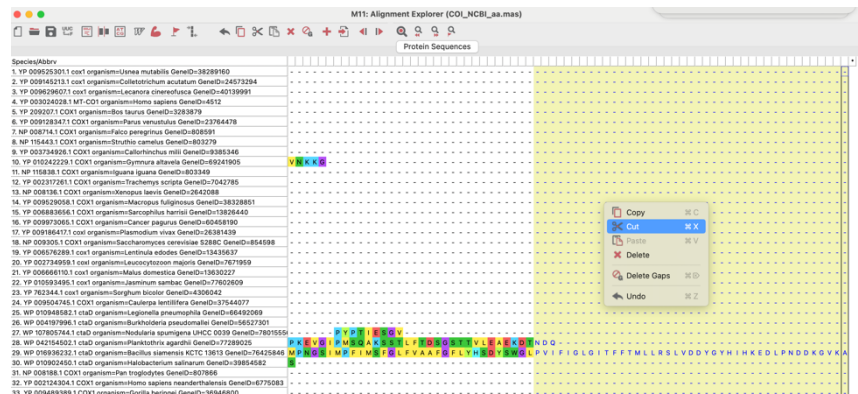 M11: Alignment Explorer (COI_NCBI_aa.mas)
Protein Sequences
Species/Abbrv
1. YP 009525301.1 cox1 organism=Usnea mutabilis GeneID=38289160
2. YP 009145213.1 cox1 organism=Colletotrichum acutatum GeneID=24573294
3. YP 009629607.1 cox1 organism=Lecanora cinereofusca GeneID=40139991
4. YP 003024028.1 MT-CO1 organism=Homo sapiens GeneID=4512
5. YP 209207.1 COX1 organism=Bos taurus GeneID=3283879
6. YP 009128347.1 COX1 organism=Parus venustulus GeneID=23764478
7. NP 008714.1 COX1 organism=Falco peregrinus GeneID=808591
8. NP 115443.1 COX1 organism=Struthio camelus GeneID=803279
9. YP 003734926.1 COX1 organism=Callorhinchus milii GeneID=9385346
10. YP 010242229.1 COX1 organism=Gymnura altavela GeneID=69241905 V N K K G
11. NP 115838.1 COX1 organism=Iguana iguana GeneID=803349
12. YP 002317261.1 COX1 organism=Trachemys scripta GeneID=7042785
13. NP 008136.1 COX1 organism=Xenopus laevis GeneID=2642088
14. YP 009529058.1 COX1 organism=Macropus fuliginosus GeneID=38328851
15. YP 006883656.1 COX1 organism=Sarcophilus harrisii GeneID=13826440
16. YP 009973065.1 COX1 organism=Cancer pagurus GeneID=60458190
17. YP 009186417.1 coxI organism=Plasmodium vivax GeneID=26381439
18. NP 009305.1 COX1 organism=Saccharomyces cerevisiae S288C GeneID=854598
19. YP 006576289.1 cox1 organism=Lentinula edodes GeneID=13435637
20. YP 002734959.1 coxI organism=Leucocytozoon majoris GeneID=7671959
21. YP 006666110.1 cox1 organism=Malus domestica GeneID=13630227
22. YP 010593495.1 cox1 organism=Jasminum sambac GeneID=77602609
23. YP 762344.1 cox1 organism=Sorghum bicolor GeneID=4306042
24. YP 009504745.1 COX1 organism=Caulerpa lentillifera GeneID=37544077
25. WP 010948582.1 ctaD organism=Legionella pneumophila GeneID=66492069
26. WP 004197996.1 ctaD organism=Burkholderia pseudomallei GeneID=56527301
27. WP 107805744.1 ctaD organism=Nodularia spumigena UHCC 0039 GeneID=7801555 P Y P T I E S G V
28. WP 042154502.1 ctaD organism=Planktothrix agardhii GeneID=77289025 P K E V G I P M S Q A K S S T L F T D S G S T T V L E A E K D T N D Q
29. WP 016936232.1 ctaD organism=Bacillus siamensis KCTC 13613 GeneID=76425846 M P N G S I M P F I M S F G L F V A A F G F L Y H S D Y S W G L P V I F I G L G I T F F T M L L R S L V D D Y G Y H I H K E D L P N D D K G V K A
30. WP 010902450.1 ctaD organism=Halobacterium salinarum GeneID=39854582 S
31. NP 008188.1 COX1 organism=Pan troglodytes GeneID=807866
32. YP 002124304.1 COX1 organism=Homo sapiens neanderthalensis GeneID=6775083
33. YP 009489389.1 COX1 organism=Gorilla beringei GeneID=36946800
Copy ⌘ C
Cut ⌘ X
Paste ⌘ V
Delete
Delete Gaps
Undo ⌘ Z